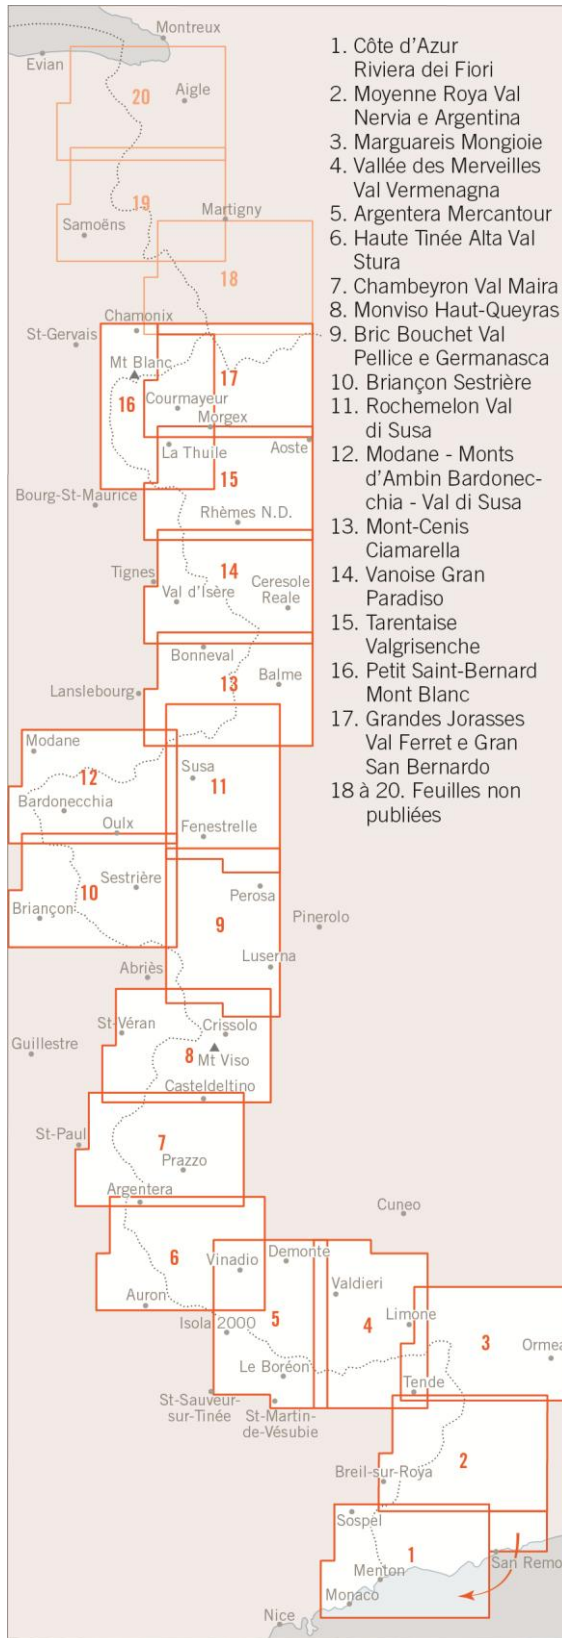 Montreux
Evian
20
Aigle
19
Samoëns
Martigny
18
Chamonix
St-Gervais
Mt Blanc
17
16
Courmayeur
Morgex
La Thuile
Aoste
15
Bourg-St-Maurice
Rhèmes N.D.
14
Tignes
Val d'Isère
Ceresole
Reale
Bonneval
13
Balme
Lanslebourg
Modane
12
Susa
11
Bardonecchia
Oulx
Fenestrelle
10
Sestrière
Perosa
Briançon
9
Pinerolo
Luserna
Abriès
St-Véran
Crissolo
Guillestre
8
Mt Viso
Casteldeltino
St-Paul
7
Prazzo
Argentera
Cuneo
6
Vinadio
Demonte
Valdieri
Auron
Isola 2000
5
4
Limone
3
Ormea
Le Boréon
Tende
St-Sauveur-
sur-Tinée
St-Martin-
de-Vésubie
2
Breil-sur-Roya
Sospel
1
San Remo
Menton
Monaco
Nice
1. Côte d'Azur
Riviera dei Fiori
2. Moyenne Roya Val
Nervia e Argentina
3. Marguareis Mongioie
4. Vallée des Merveilles
Val Vermenagna
5. Argentera Mercantour
6. Haute Tinée Alta Val
Stura
7. Chambeyron Val Maira
8. Monviso Haut-Queyras
9. Bric Bouchet Val
Pellice e Germanasca
10. Briançon Sestrière
11. Rochemelon Val
di Susa
12. Modane - Monts
d'Ambin Bardonec-
chia - Val di Susa
13. Mont-Cenis
Ciamarella
14. Vanoise Gran
Paradiso
15. Tarentaise
Valgrisenche
16. Petit Saint-Bernard
Mont Blanc
17. Grandes Jorasses
Val Ferret e Gran
San Bernardo
18 à 20. Feuilles non
publiées